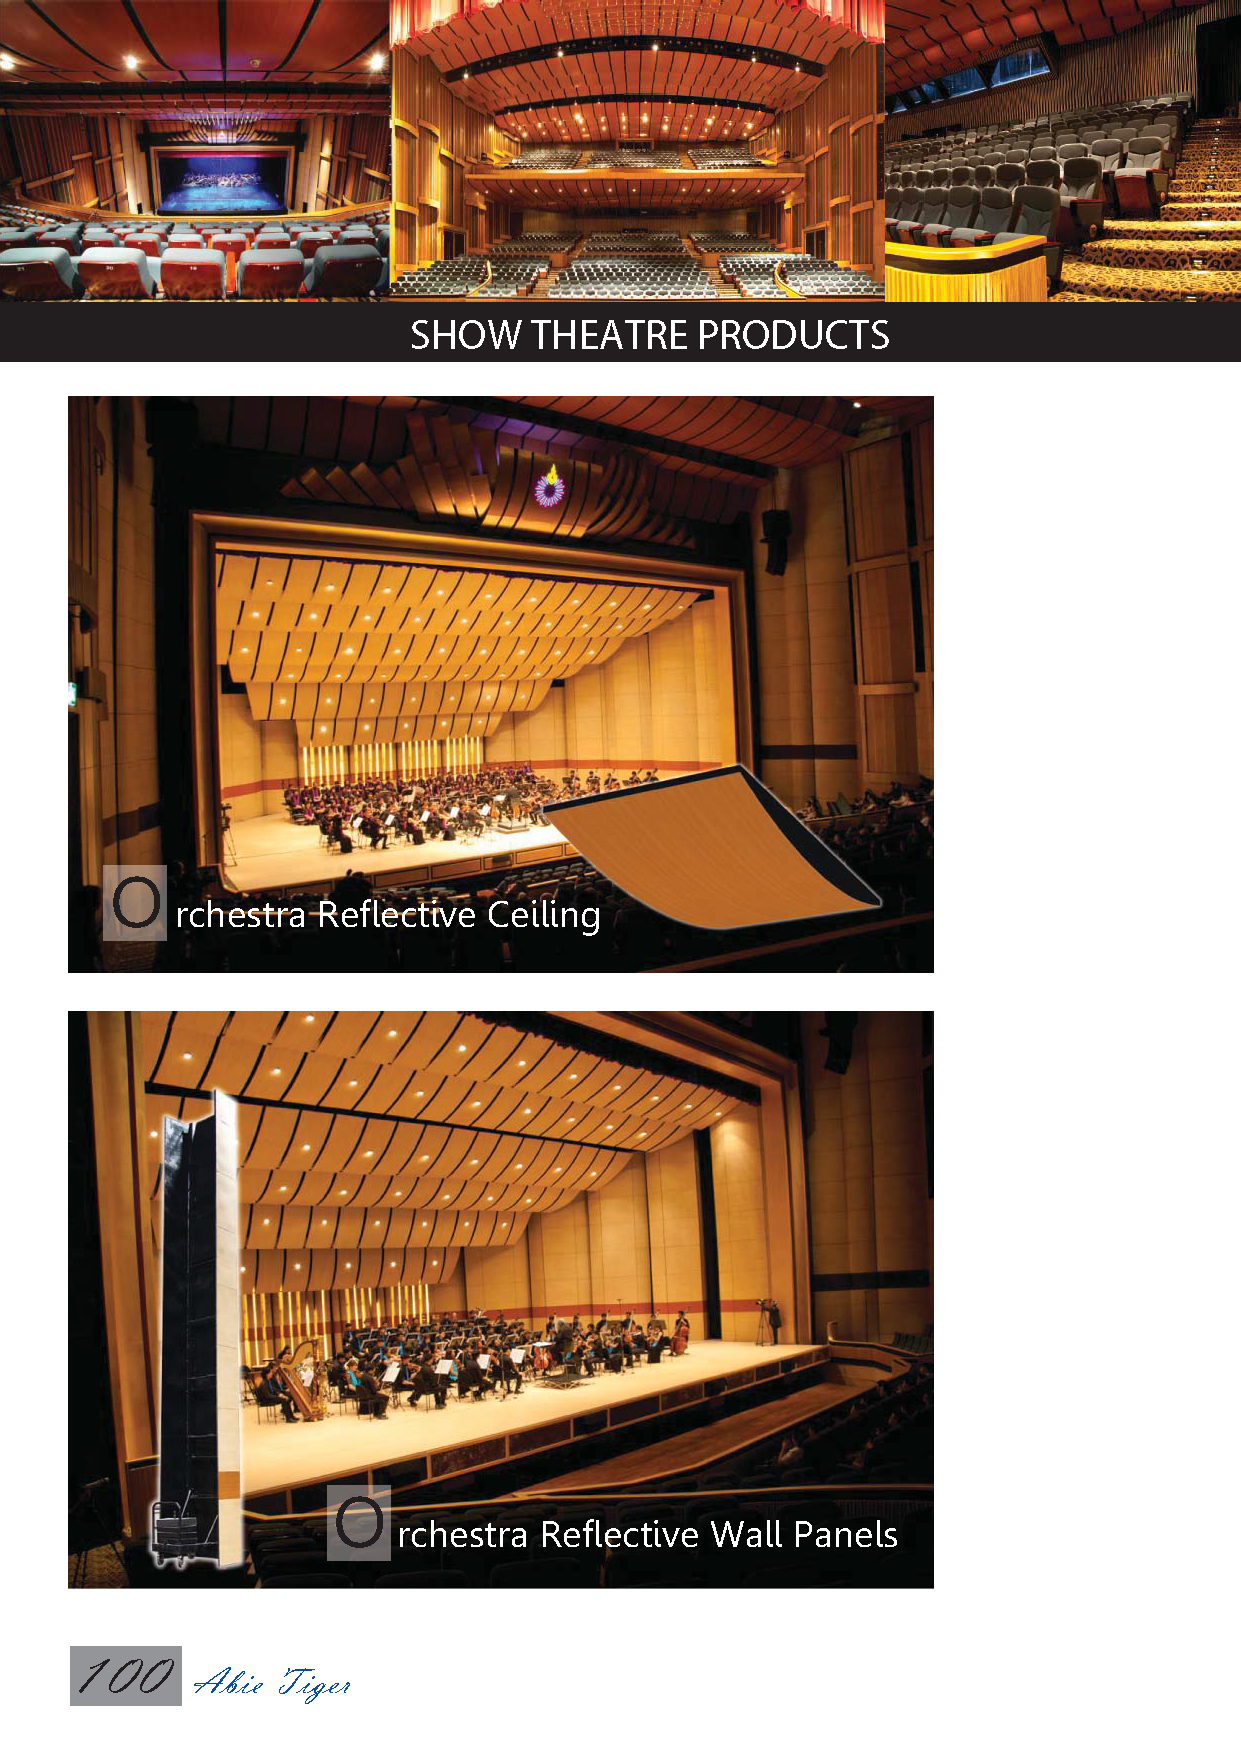 SHOW THEATRE PRODUCTS
Orchestra Reflective Ceiling
Orchestra Reflective Wall Panels
100 Abie Tiger